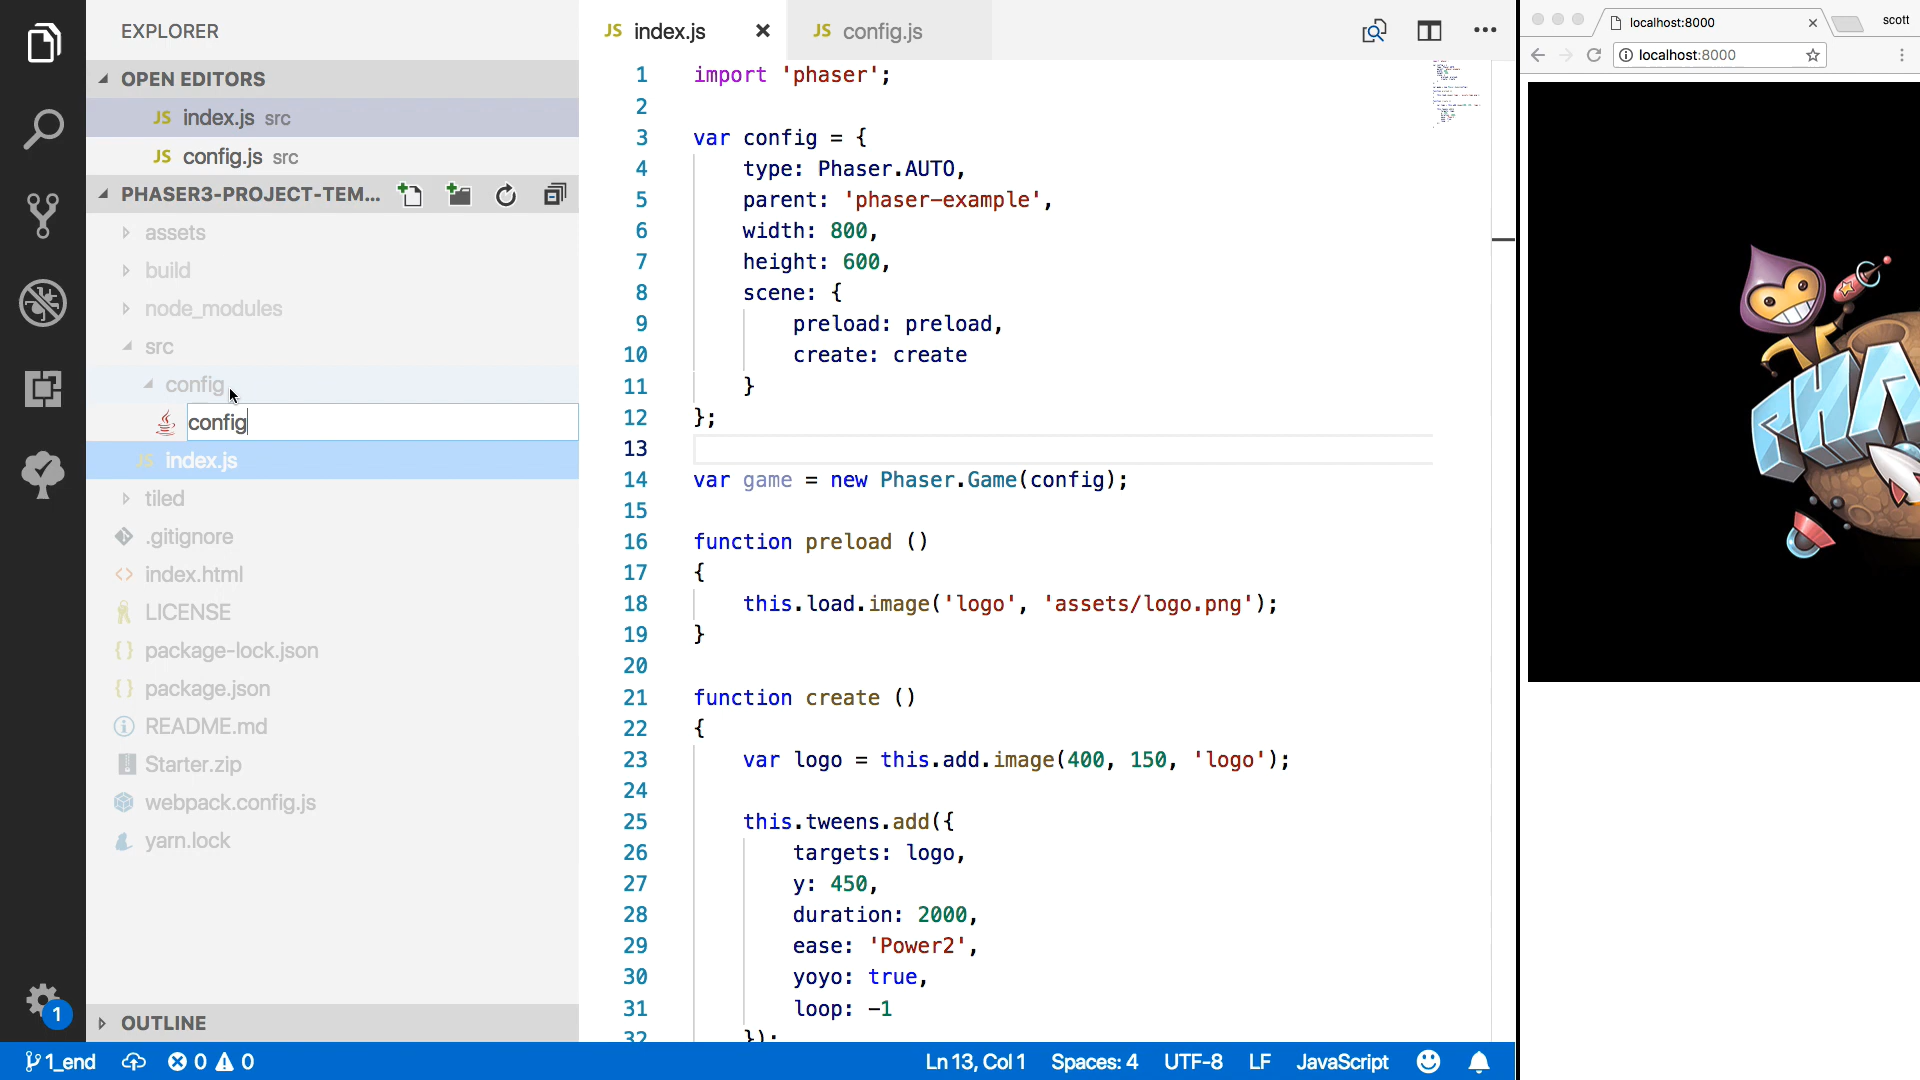 EXPLORER
OPEN EDITORS
JS index.js src
JS config.js src
PHASER3-PROJECT-TEM...
assets
build
node_modules
src
config
config
JS index.js
tiled
.gitignore
index.html
LICENSE
package-lock.json
package.json
README.md
Starter.zip
webpack.config.js
yarn.lock
OUTLINE
1
JS index.js
JS config.js
1 import 'phaser';
2
3 var config = {
4 type: Phaser.AUTO,
5 parent: 'phaser-example',
6 width: 800,
7 height: 600,
8 scene: {
9 preload: preload,
10 create: create
11 }
12 };
13
14 var game = new Phaser.Game(config);
15
16 function preload ()
17 {
18 this.load.image('logo', 'assets/logo.png');
19 }
20
21 function create ()
22 {
23 var logo = this.add.image(400, 150, 'logo');
24
25 this.tweens.add({
26 targets: logo,
27 y: 450,
28 duration: 2000,
29 ease: 'Power2',
30 yoyo: true,
31 loop: -1
32 });
1_end 0 0 Ln 13, Col 1 Spaces: 4 UTF-8 LF JavaScript
localhost:8000
scott
localhost:8000